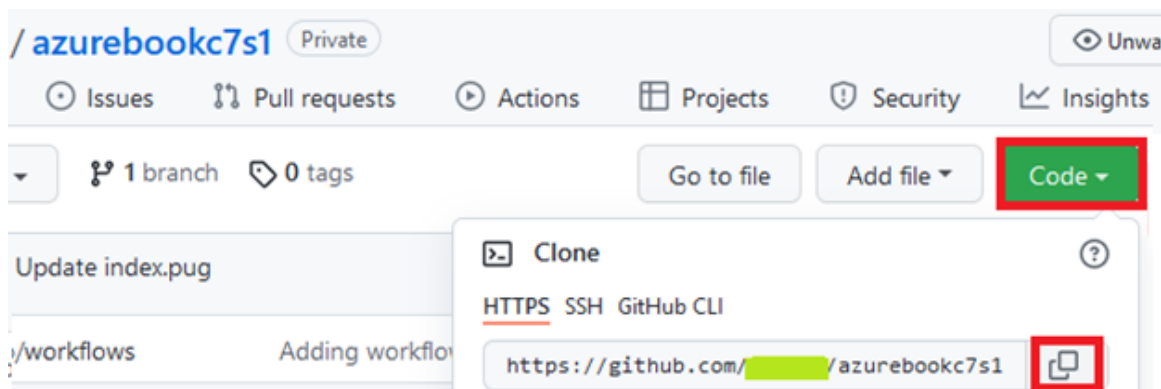 / azurebookc7s1 Private Unwa
Issues Pull requests Actions Projects Security Insights
1 branch 0 tags Go to file Add file Code
Clone
Update index.pug
HTTPS SSH GitHub CLI
/workflows Adding workflo
https://github.com/ /azurebookc7s1